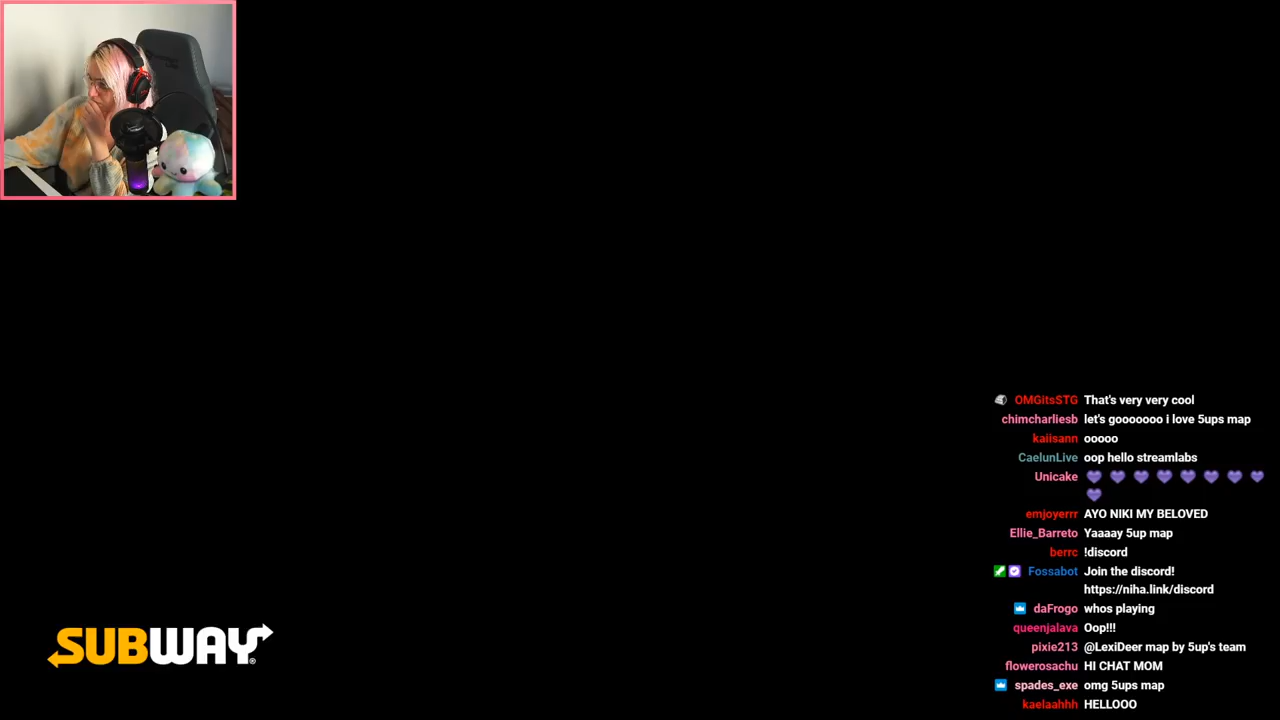 OMGitsSTG That's very very cool
chimcharliesb let's gooooooo i love 5ups map
kaiisann ooooo
CaelunLive oop hello streamlabs
Unicake 💜 💜 💜 💜 💜 💜 💜 💜
💜
emjoyerrr AYO NIKI MY BELOVED
Ellie_Barreto Yaaaay 5up map
berrc !discord
Fossabot Join the discord!
https://niha.link/discord
daFrogo whos playing
queenjalava Oop!!!
pixie213 @LexiDeer map by 5up's team
flowerosachu HI CHAT MOM
spades_exe omg 5ups map
kaelaahhh HELLOOO
SUBWAY®